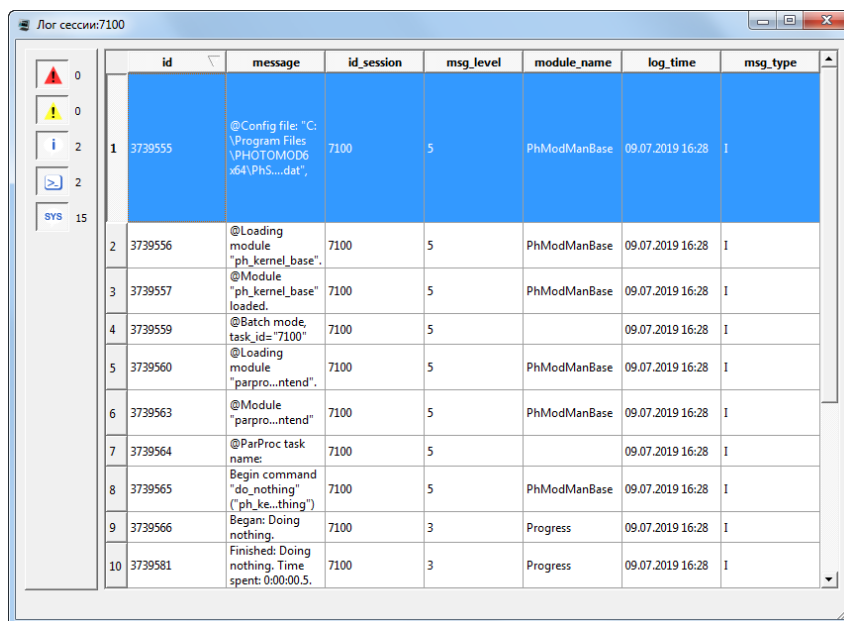 Лог сессии:7100
0
0
2
2
SYS 15
id message id_session msg_level module_name log_time msg_type
1 3739555 @Config file: "C: 7100 5 PhModManBase 09.07.2019 16:28 I
\Program Files
\PHOTOMOD6
x64\PhS....dat",
2 3739556 @Loading 7100 5 PhModManBase 09.07.2019 16:28 I
module
"ph_kernel_base".
3 3739557 @Module 7100 5 PhModManBase 09.07.2019 16:28 I
"ph_kernel_base"
loaded.
4 3739559 @Batch mode, 7100 5 09.07.2019 16:28 I
task_id="7100"
5 3739560 @Loading 7100 5 PhModManBase 09.07.2019 16:28 I
module
"parpro...ntend".
6 3739563 @Module 7100 5 PhModManBase 09.07.2019 16:28 I
"parpro...ntend"
7 3739564 @ParProc task 7100 5 09.07.2019 16:28 I
name:
8 3739565 Begin command 7100 5 PhModManBase 09.07.2019 16:28 I
"do_nothing"
("ph_ke...thing")
9 3739566 Began: Doing 7100 3 Progress 09.07.2019 16:28 I
nothing.
10 3739581 Finished: Doing 7100 3 Progress 09.07.2019 16:28 I
nothing. Time
spent: 0:00:00.5.